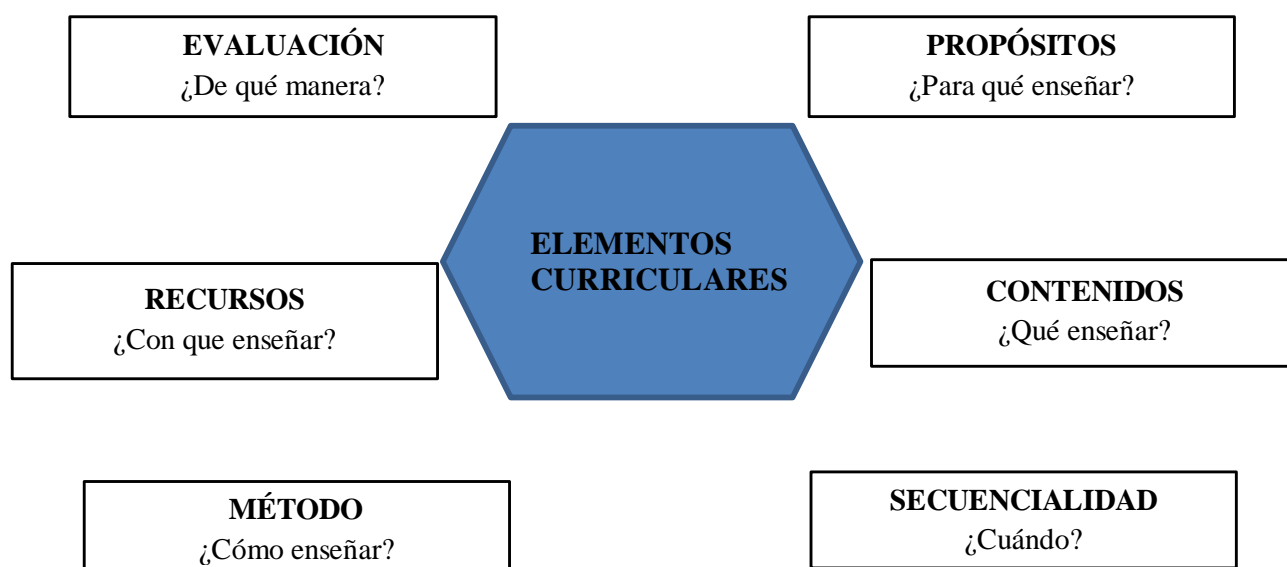 EVALUACIÓN
¿De qué manera?
PROPÓSITOS
¿Para qué enseñar?
ELEMENTOS
CURRICULARES
RECURSOS
¿Con que enseñar?
CONTENIDOS
¿Qué enseñar?
MÉTODO
¿Cómo enseñar?
SECUENCIALIDAD
¿Cuándo?